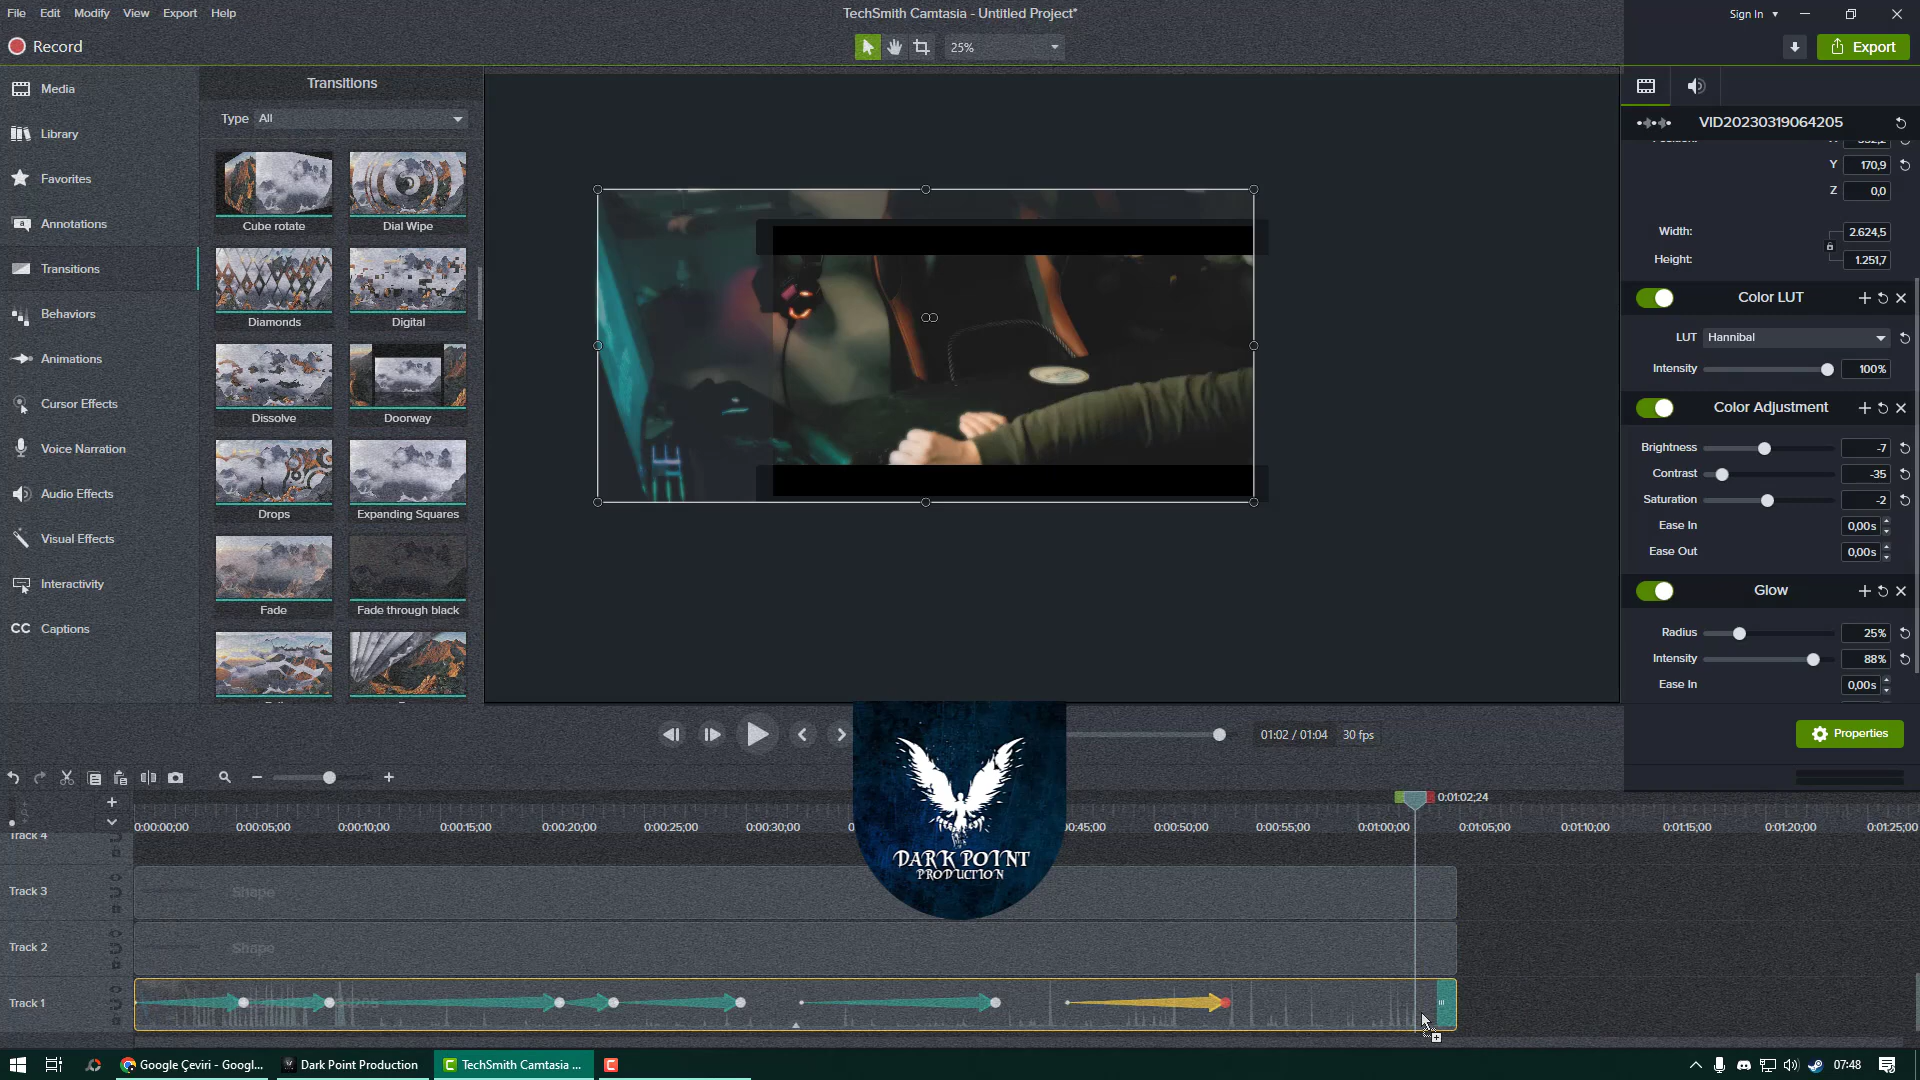 File Edit Modify View Export Help
TechSmith Camtasia - Untitled Project*
Sign In
Record
25%
Export
Media
Library
Favorites
Annotations
Transitions
Behaviors
Animations
Cursor Effects
Voice Narration
Audio Effects
Visual Effects
Interactivity
CC Captions
Transitions
Type All
Cube rotate Dial Wipe
Diamonds Digital
Dissolve Doorway
Drops Expanding Squares
Fade Fade through black
VID20230319064205
Y 170,9
Z 0,0
Width: 2.624,5
Height: 1.251,7
Color LUT
LUT Hannibal
Intensity 100%
Color Adjustment
Brightness -7
Contrast -35
Saturation -2
Ease In 0,00s
Ease Out 0,00s
Glow
Radius 25%
Intensity 88%
Ease In 0,00s
Properties
01:02 / 01:04 30 fps
DARK POINT
PRODUCTION
0:01:02;24
0:00:00;00 0:00:05;00 0:00:10;00 0:00:15;00 0:00:20;00 0:00:25;00 0:00:30;00 00:45;00 0:00:50;00 0:00:55;00 0:01:00;00 0:01:05;00 0:01:10;00 0:01:15;00 0:01:20;00 0:01:25;00
Track 4
Track 3 Shape
Track 2 Shape
Track 1
Google Çeviri - Googl... Dark Point Production TechSmith Camtasia ... 07:48